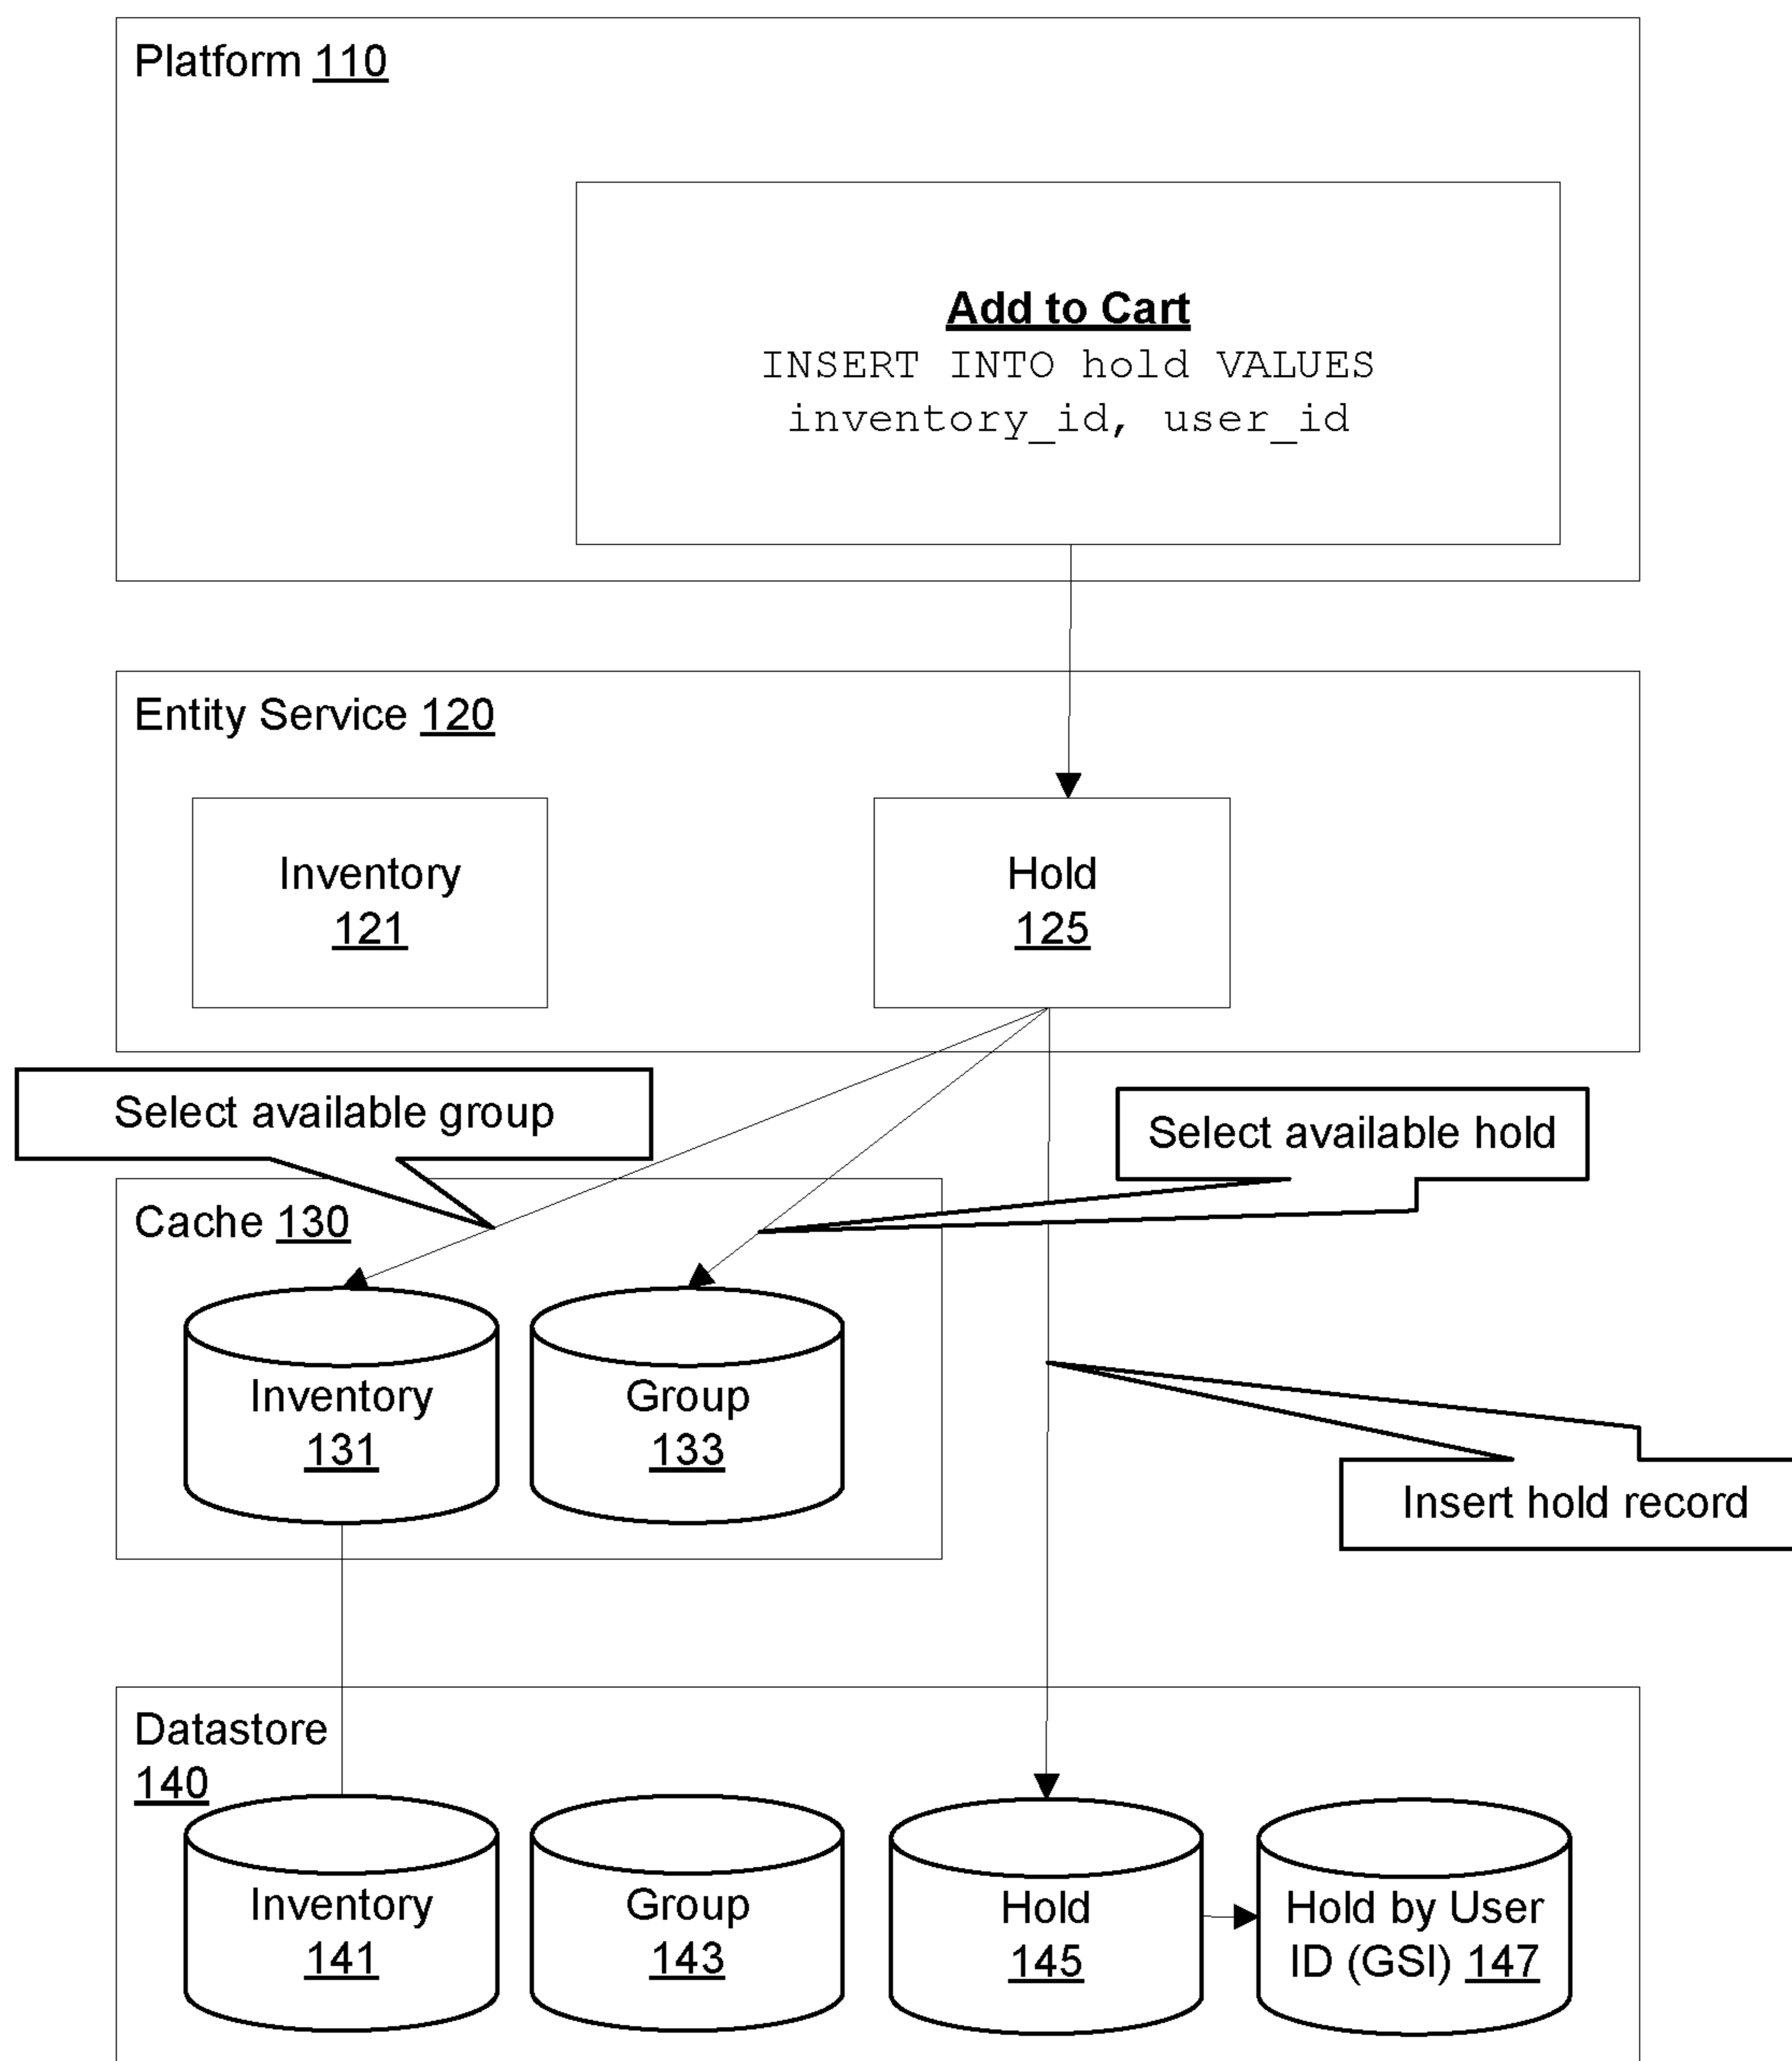 Platform 110
Add to Cart
INSERT INTO hold VALUES
inventory_id, user_id
Entity Service 120
Inventory
121
Hold
125
Select available group
Select available hold
Cache 130
Inventory
131
Group
133
Insert hold record
Datastore
140
Inventory
141
Group
143
Hold
145
Hold by User
ID (GSI) 147